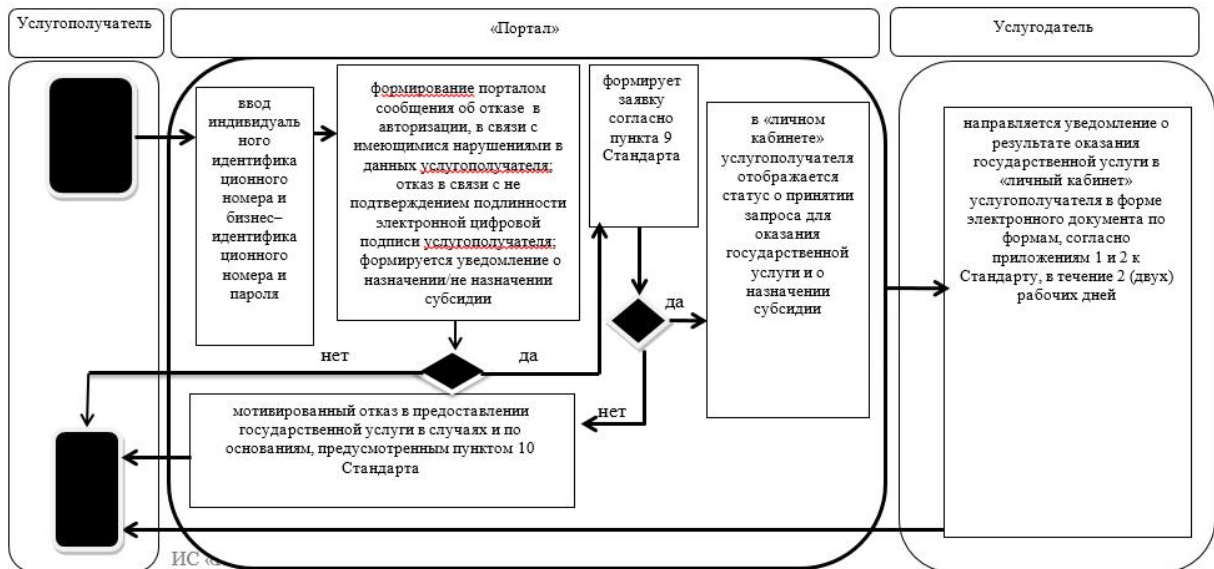 Услугополучатель
«Портал»
Услугодатель
ввод
индивидуаль
ного
идентифика
ционного
номера и
бизнес–
идентифика
ционного
номера и
пароля
формирование порталом
сообщения об отказе в
авторизации, в связи с
имеющимися нарушениями в
данных услугополучателя;
отказ в связи с не
подтверждением подлинности
электронной цифровой
подписи услугополучателя;
формируется уведомление о
назначении/не назначении
субсидии
формирует
заявку
согласно
пункта 9
Стандарта
в «личном
кабинете»
услугополучателя
отображается
статус о принятии
запроса для
оказания
государственной
услуги и о
назначении
субсидии
направляется уведомление о
результате оказания
государственной услуги в
«личный кабинет»
услугополучателя в форме
электронного документа по
формам, согласно
приложениям 1 и 2 к
Стандарту, в течение 2 (двух)
рабочих дней
да
нет
да
нет
мотивированный отказ в предоставлении
государственной услуги в случаях и по
основаниям, предусмотренным пунктом 10
Стандарта
ИС